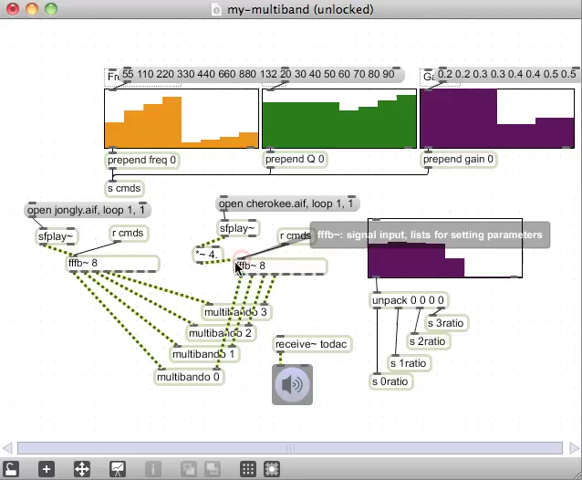 my-multiband (unlocked)
Fr 55 110 220 330 440 660 880 132 20 30 40 50 60 70 80 90 Ga 0.2 0.2 0.3 0.3 0.4 0.5 0.5
prepend freq 0 prepend Q 0 prepend gain 0
s cmds
open jongly.aif, loop 1, 1 open cherokee.aif, loop 1, 1
sfplay~ r cmds sfplay~ r cmds fffb~: signal input, lists for setting parameters
*~ 4.
fffb~ 8 fffb~ 8
unpack 0 0 0 0
multibando 3
s 3ratio
multibando 2
s 2ratio
receive~ todac
multibando 1
s 1ratio
multibando 0
s 0ratio